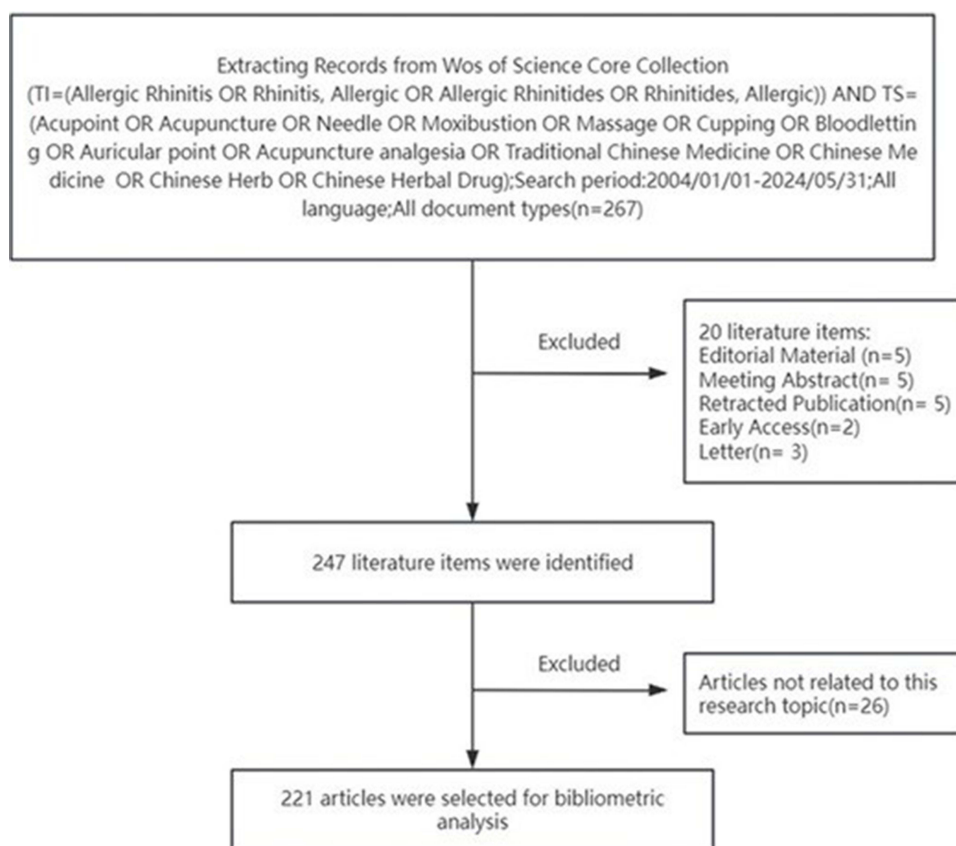 Extracting Records from Wos of Science Core Collection
(TI=(Allergic Rhinitis OR Rhinitis, Allergic OR Allergic Rhinitides OR Rhinitides, Allergic)) AND TS=
(Acupoint OR Acupuncture OR Needle OR Moxibustion OR Massage OR Cupping OR Bloodlettin
g OR Auricular point OR Acupuncture analgesia OR Traditional Chinese Medicine OR Chinese Me
dicine OR Chinese Herb OR Chinese Herbal Drug);Search period:2004/01/01-2024/05/31;All
language;All document types(n=267)
Excluded
20 literature items:
Editorial Material (n=5)
Meeting Abstract(n= 5)
Retracted Publication(n= 5)
Early Access(n=2)
Letter(n= 3)
247 literature items were identified
Excluded
Articles not related to this
research topic(n=26)
221 articles were selected for bibliometric
analysis